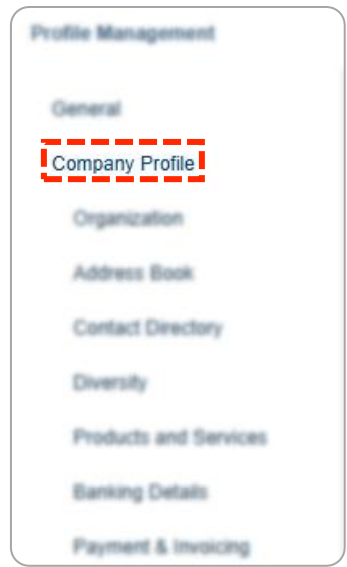 Profile Management
General
Company Profile
Organization
Address Book
Contact Directory
Diversity
Products and Services
Banking Details
Payment & Invoicing